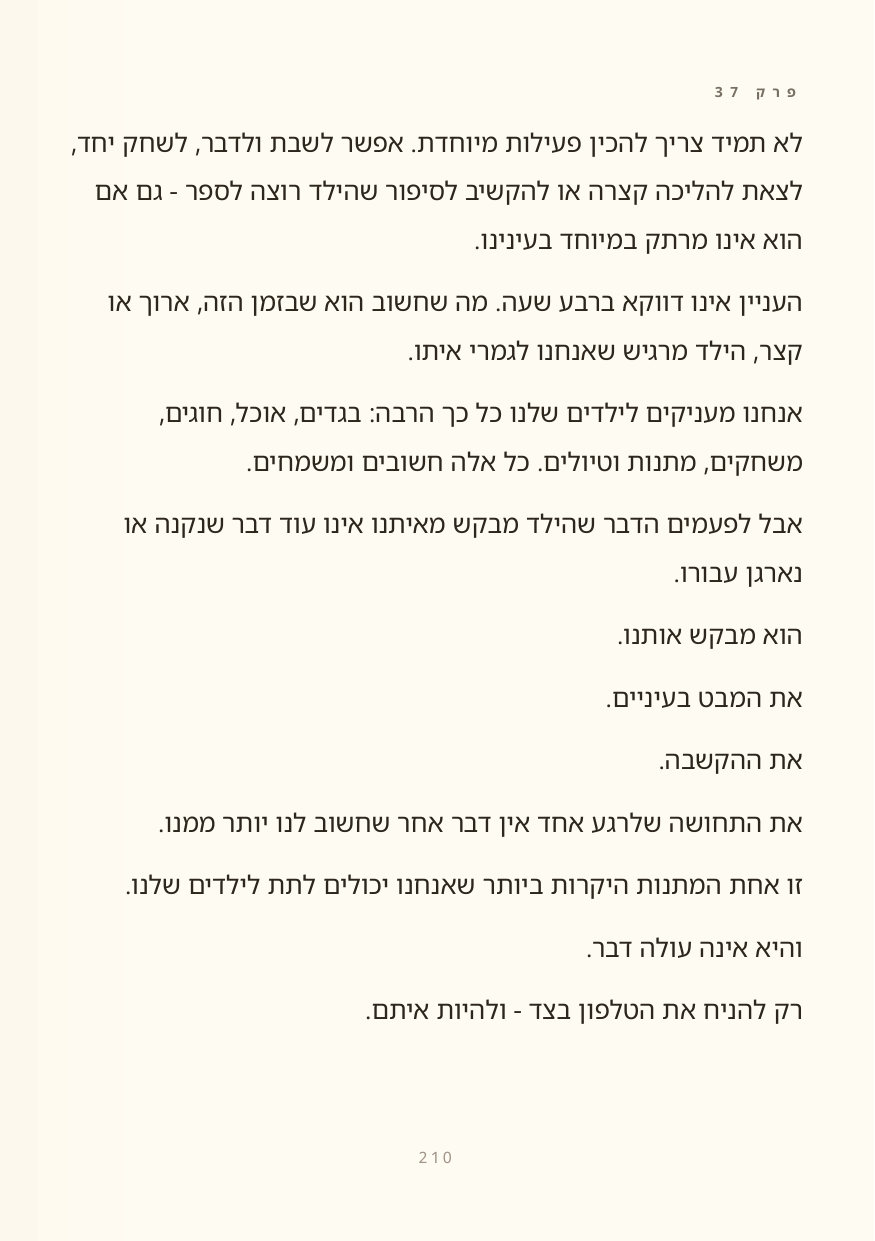 פרק 37
לא תמיד צריך להכין פעילות מיוחדת. אפשר לשבת ולדבר, לשחק יחד,
לצאת להליכה קצרה או להקשיב לסיפור שהילד רוצה לספר - גם אם
הוא אינו מרתק במיוחד בעינינו.
העניין אינו דווקא ברבע שעה. מה שחשוב הוא שבזמן הזה, ארוך או
קצר, הילד מרגיש שאנחנו לגמרי איתו.
אנחנו מעניקים לילדים שלנו כל כך הרבה: בגדים, אוכל, חוגים,
משחקים, מתנות וטיולים. כל אלה חשובים ומשמחים.
אבל לפעמים הדבר שהילד מבקש מאיתנו אינו עוד דבר שנקנה או
נארגן עבורו.
הוא מבקש אותנו.
את המבט בעיניים.
את ההקשבה.
את התחושה שלרגע אחד אין דבר אחר שחשוב לנו יותר ממנו.
זו אחת המתנות היקרות ביותר שאנחנו יכולים לתת לילדים שלנו.
והיא אינה עולה דבר.
רק להניח את הטלפון בצד - ולהיות איתם.
210